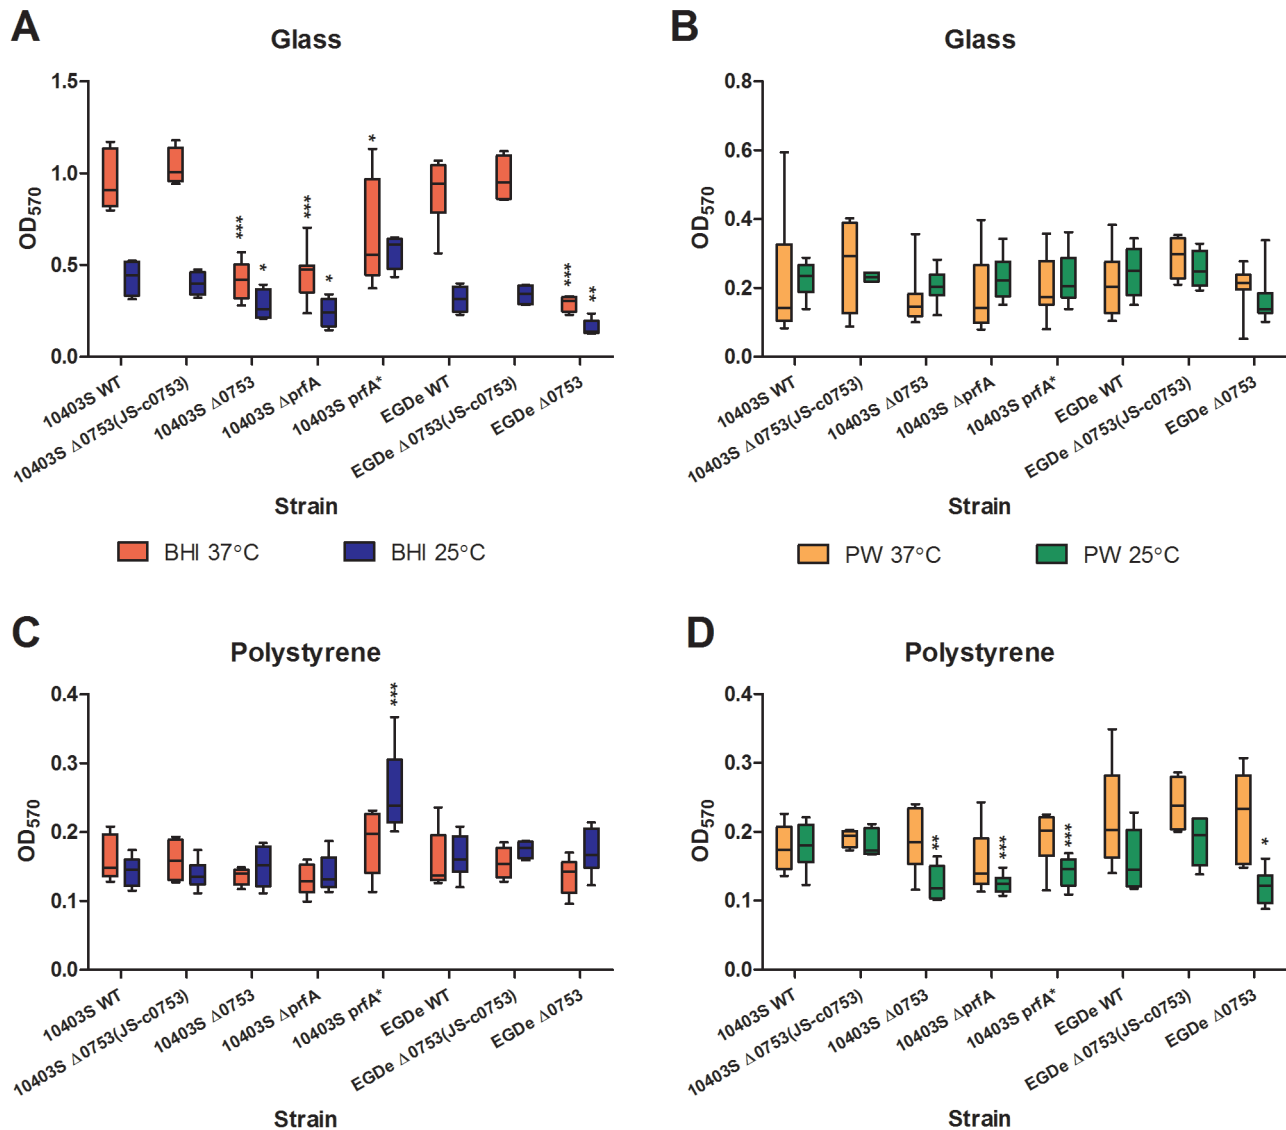 A
Glass
OD570
1.5
1.0
0.5
0.0
***
*
***
*
*
***
**
10403S WT
10403S Δ0753(JS-c0753)
10403S Δ0753
10403S ΔprfA
10403S prfA*
EGDe WT
EGDe Δ0753(JS-c0753)
EGDe Δ0753
Strain
BHI 37°C
BHI 25°C
B
Glass
OD570
0.8
0.6
0.4
0.2
0.0
10403S WT
10403S Δ0753(JS-c0753)
10403S Δ0753
10403S ΔprfA
10403S prfA*
EGDe WT
EGDe Δ0753(JS-c0753)
EGDe Δ0753
Strain
PW 37°C
PW 25°C
C
Polystyrene
OD570
0.4
0.3
0.2
0.1
0.0
***
10403S WT
10403S Δ0753(JS-c0753)
10403S Δ0753
10403S ΔprfA
10403S prfA*
EGDe WT
EGDe Δ0753(JS-c0753)
EGDe Δ0753
Strain
D
Polystyrene
OD570
0.4
0.3
0.2
0.1
0.0
**
***
***
*
10403S WT
10403S Δ0753(JS-c0753)
10403S Δ0753
10403S ΔprfA
10403S prfA*
EGDe WT
EGDe Δ0753(JS-c0753)
EGDe Δ0753
Strain